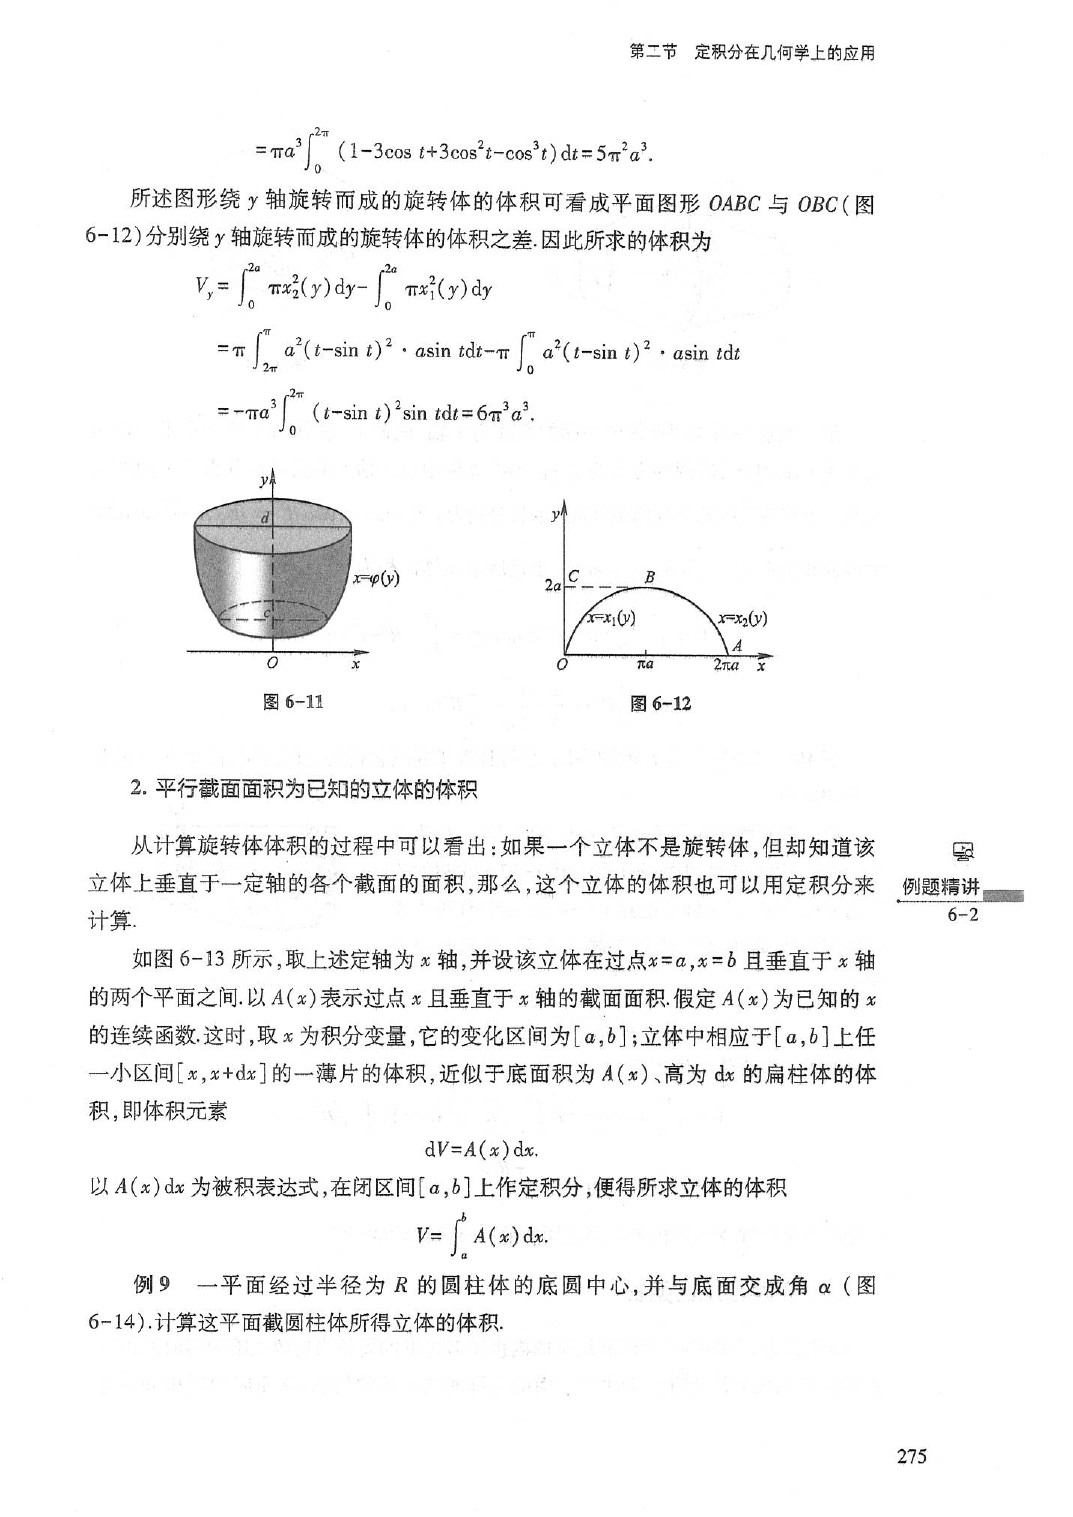 第二节 定积分在几何学上的应用
=πa³∫₀^{2π} (1-3cos t+3cos²t-cos³t)dt=5π²a³.
所述图形绕 y 轴旋转而成的旋转体的体积可看成平面图形 OABC 与 OBC(图
6-12)分别绕 y 轴旋转而成的旋转体的体积之差.因此所求的体积为
V_y=∫₀^{2a} πx₂²(y)dy-∫₀^{2a} πx₁²(y)dy
=π∫_{2π}^{π} a²(t-sin t)²·asin tdt-π∫₀^{π} a²(t-sin t)²·asin tdt
=-πa³∫₀^{2π} (t-sin t)²sin tdt=6π³a³.
y
d
x=φ(y)
c
O x
图 6-11
y
2a C B
x=x₁(y) x=x₂(y)
A
O πa 2πa x
图 6-12
2. 平行截面面积为已知的立体的体积
从计算旋转体体积的过程中可以看出:如果一个立体不是旋转体,但却知道该
立体上垂直于一定轴的各个截面的面积,那么,这个立体的体积也可以用定积分来
计算.
例题精讲
6-2
如图 6-13 所示,取上述定轴为 x 轴,并设该立体在过点x=a,x=b 且垂直于 x 轴
的两个平面之间.以 A(x)表示过点 x 且垂直于 x 轴的截面面积.假定 A(x)为已知的 x
的连续函数.这时,取 x 为积分变量,它的变化区间为[a,b];立体中相应于[a,b]上任
一小区间[x,x+dx]的一薄片的体积,近似于底面积为 A(x)、高为 dx 的扁柱体的体
积,即体积元素
dV=A(x)dx.
以 A(x)dx 为被积表达式,在闭区间[a,b]上作定积分,便得所求立体的体积
V=∫_a^b A(x)dx.
例 9 一平面经过半径为 R 的圆柱体的底圆中心,并与底面交成角 α (图
6-14).计算这平面截圆柱体所得立体的体积.
275